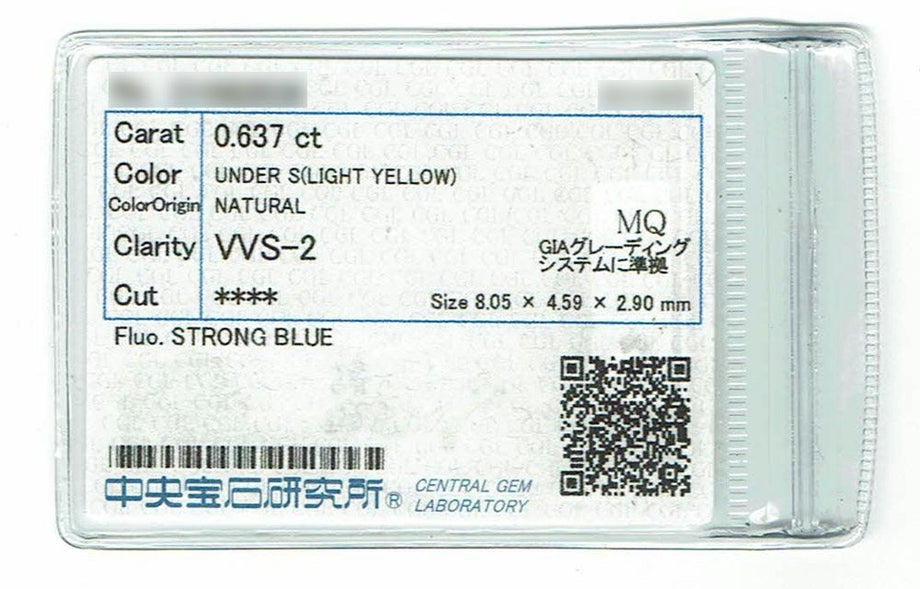 Carat 0.637 ct
Color UNDER S(LIGHT YELLOW)
ColorOrigin NATURAL
Clarity VVS-2
MQ
GIAグレーディング
システムに準拠
Cut ****
Size 8.05 × 4.59 × 2.90 mm
Fluo. STRONG BLUE
中央宝石研究所® CENTRAL GEM
LABORATORY